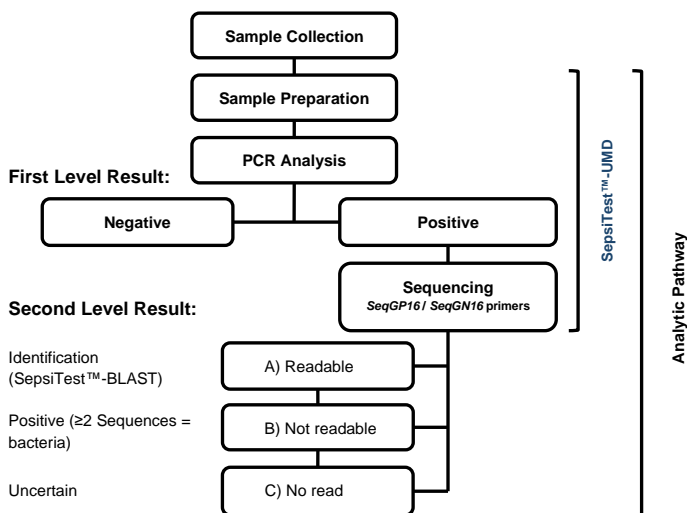 Sample Collection
Sample Preparation
PCR Analysis
First Level Result:
Negative
Positive
Sequencing
SeqGP16 / SeqGN16 primers
Second Level Result:
Identification
(SepsiTest™-BLAST)
A) Readable
Positive (≥2 Sequences =
bacteria)
B) Not readable
Uncertain
C) No read
SepsiTest™-UMD
Analytic Pathway